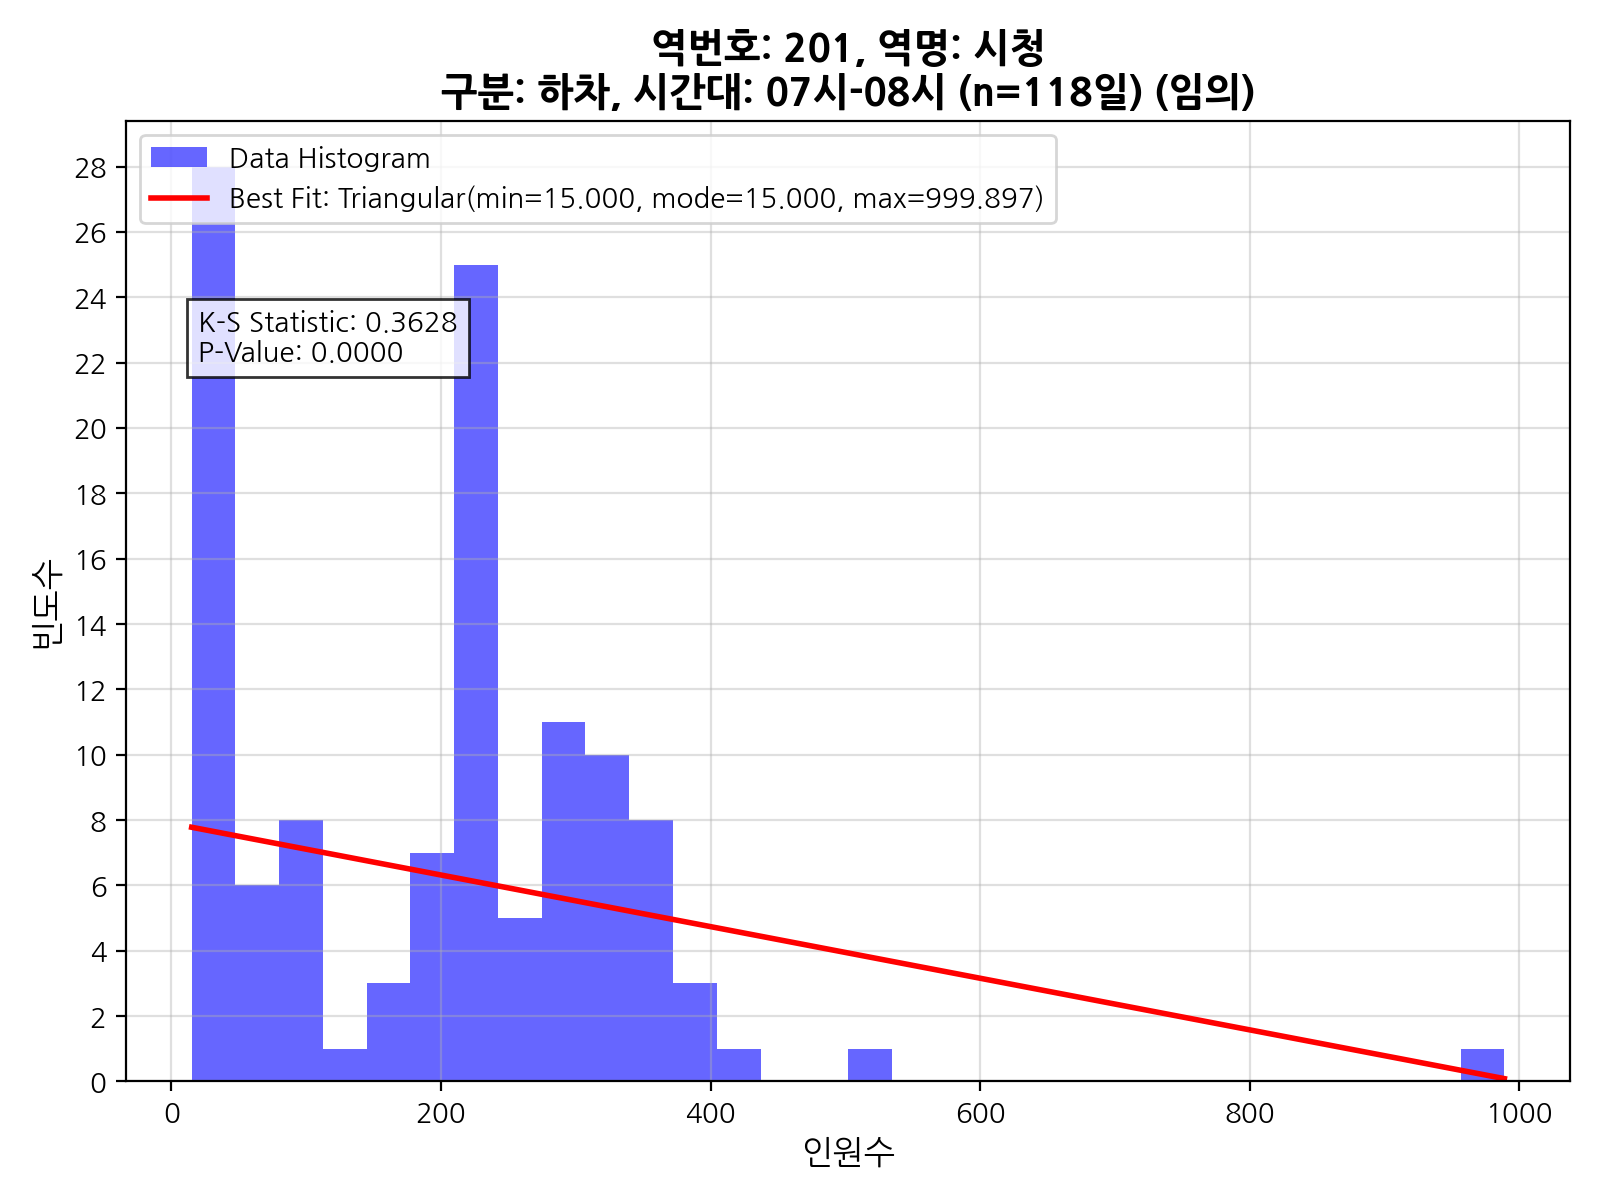 역번호: 201, 역명: 시청
구분: 하차, 시간대: 07시-08시 (n=118일) (임의)
Data Histogram
Best Fit: Triangular(min=15.000, mode=15.000, max=999.897)
K-S Statistic: 0.3628
P-Value: 0.0000
빈도수
28
26
24
22
20
18
16
14
12
10
8
6
4
2
0
0 200 400 600 800 1000
인원수